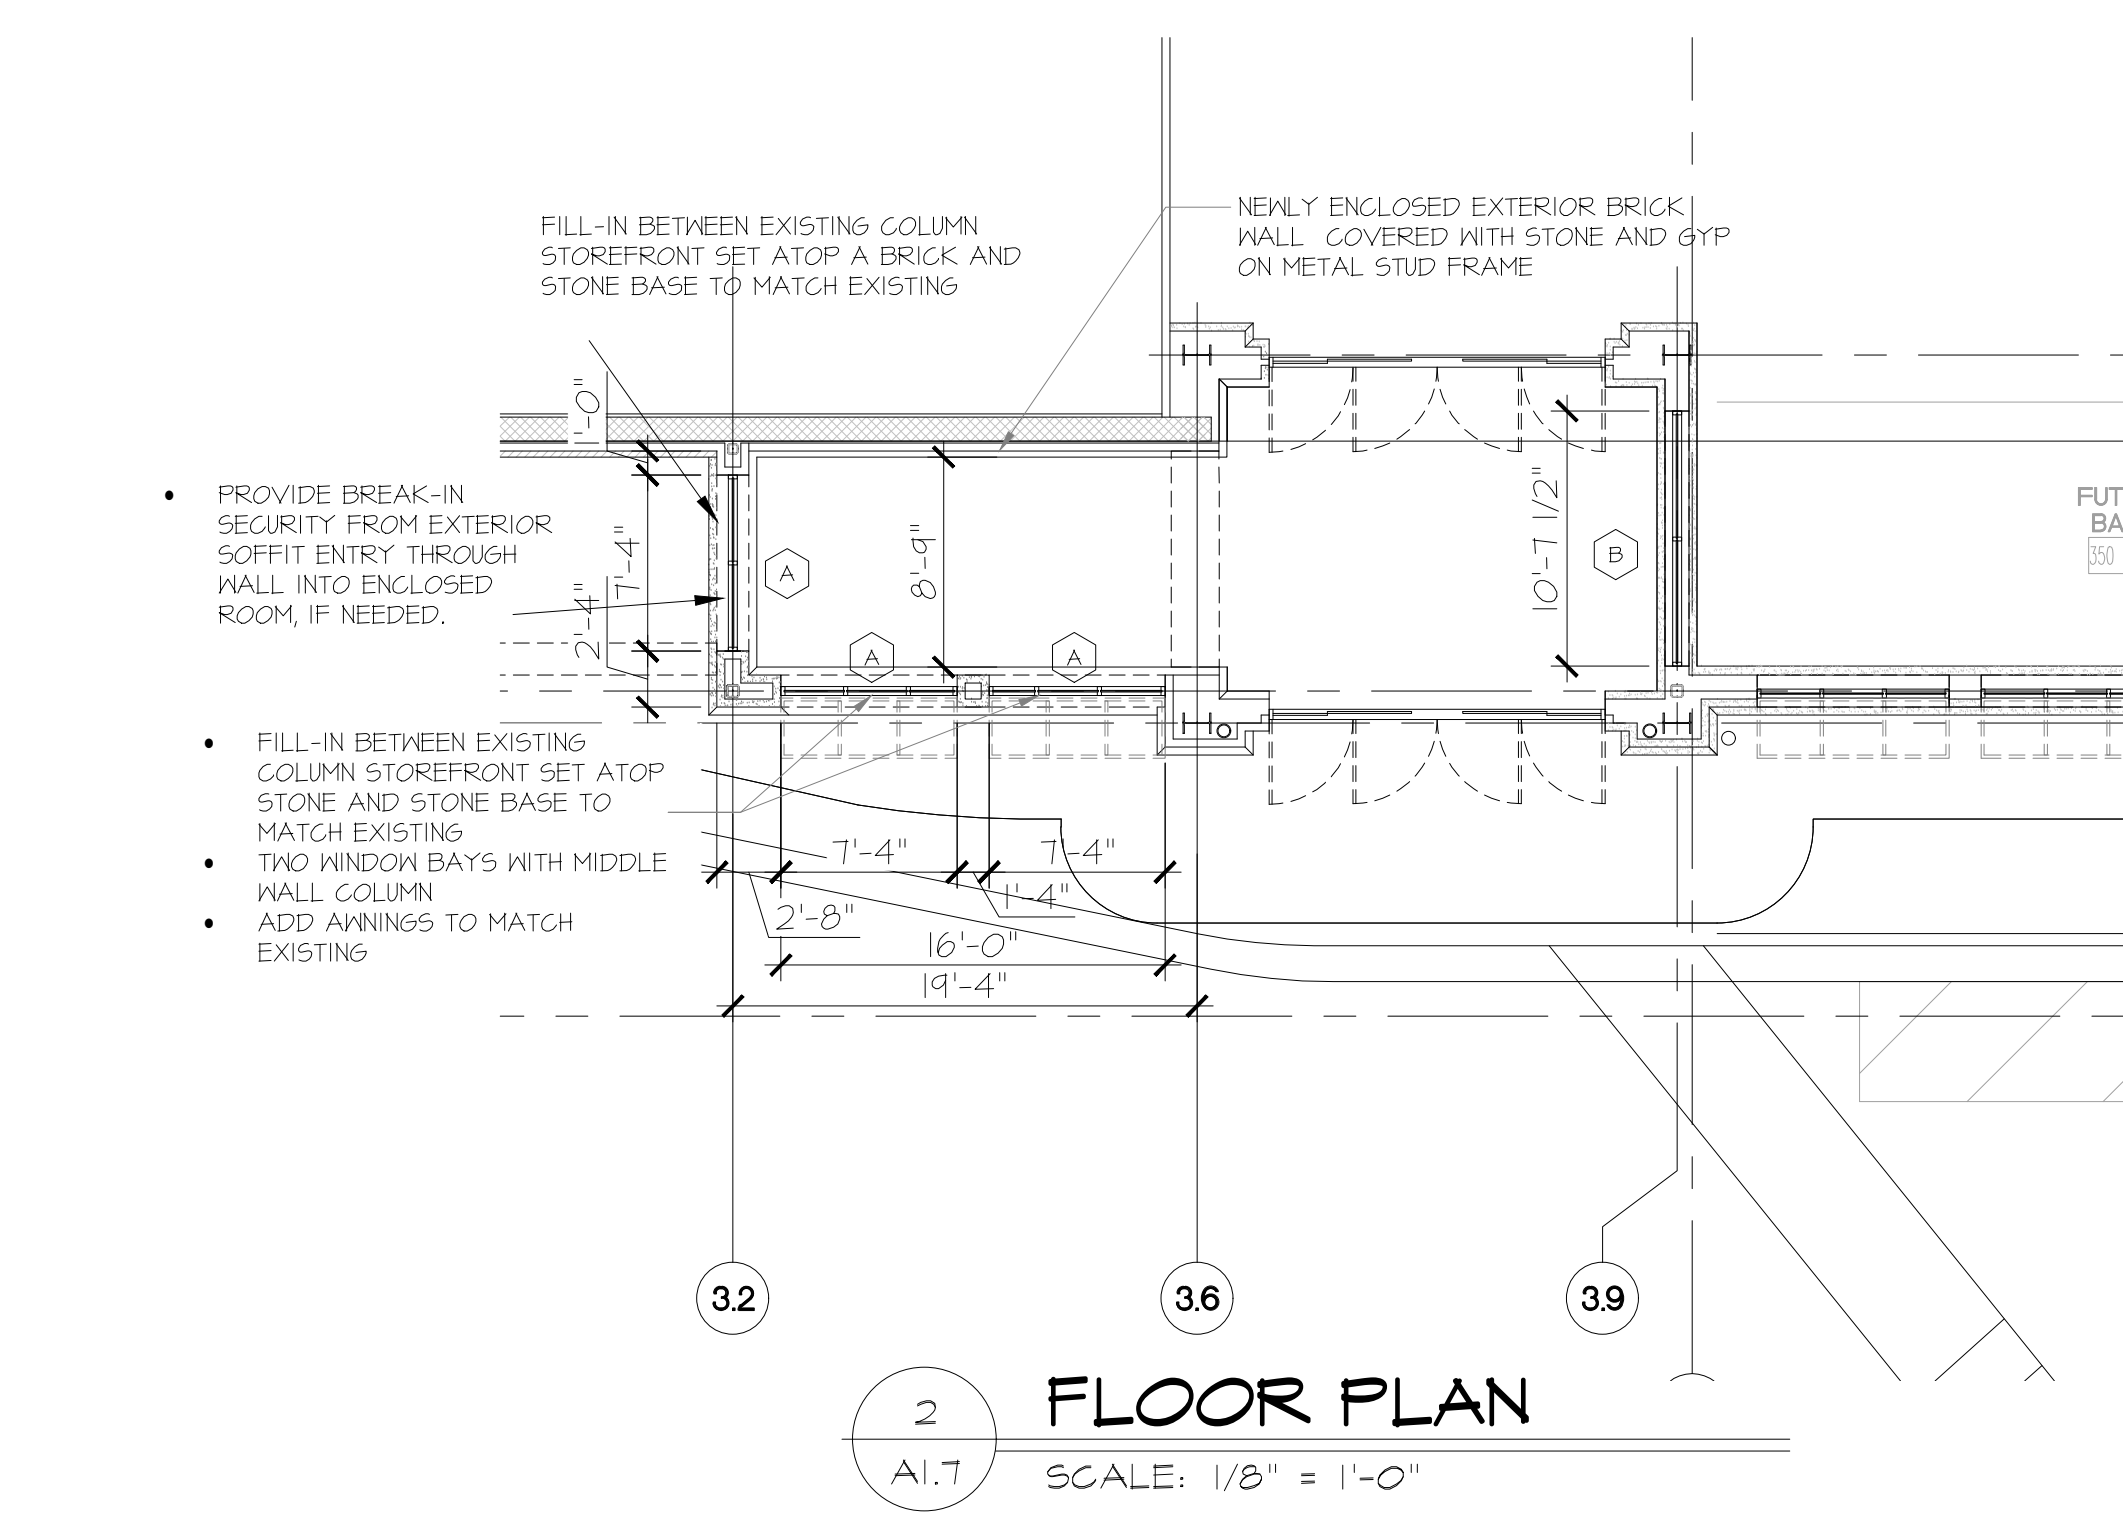 FILL-IN BETWEEN EXISTING COLUMN
STOREFRONT SET ATOP A BRICK AND
STONE BASE TO MATCH EXISTING
NEWLY ENCLOSED EXTERIOR BRICK
WALL COVERED WITH STONE AND GYP
ON METAL STUD FRAME
• PROVIDE BREAK-IN
SECURITY FROM EXTERIOR
SOFFIT ENTRY THROUGH
WALL INTO ENCLOSED
ROOM, IF NEEDED.
1'-0"
7'-4"
2'-4"
8'-9"
10'-7 1/2"
A
A
A
B
FUT
BA
350
• FILL-IN BETWEEN EXISTING
COLUMN STOREFRONT SET ATOP
STONE AND STONE BASE TO
MATCH EXISTING
• TWO WINDOW BAYS WITH MIDDLE
WALL COLUMN
• ADD AWNINGS TO MATCH
EXISTING
7'-4"
7'-4"
1'-4"
2'-8"
16'-0"
19'-4"
3.2
3.6
3.9
2
A1.7
FLOOR PLAN
SCALE: 1/8" = 1'-0"